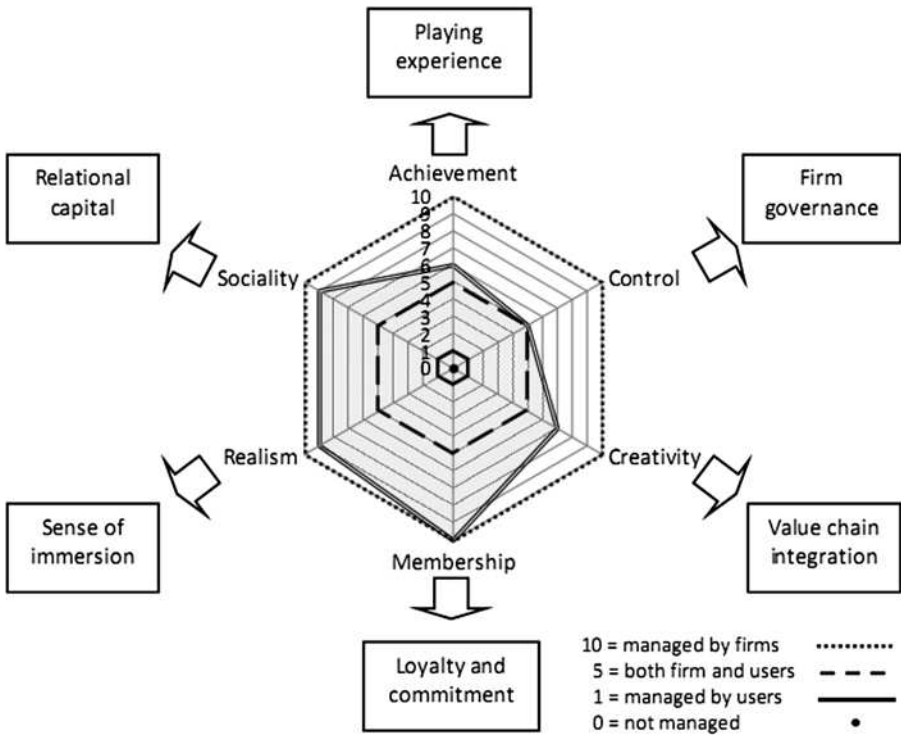 Playing
experience
Relational
capital
Firm
governance
Achievement
10
9
8
7
6
5
4
3
2
1
0
Sociality
Control
Realism
Creativity
Membership
Sense of
immersion
Value chain
integration
Loyalty and
commitment
10 = managed by firms
5 = both firm and users
1 = managed by users
0 = not managed